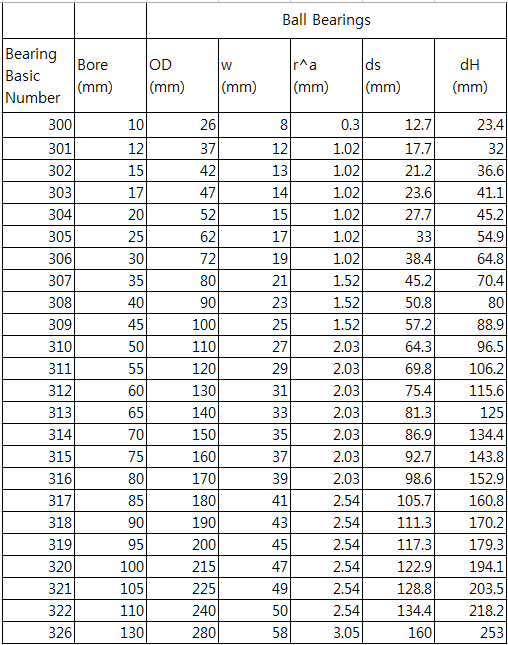 Ball Bearings
Bearing Basic Number Bore (mm) OD (mm) w (mm) r^a (mm) ds (mm) dH (mm)
300 10 26 8 0.3 12.7 23.4
301 12 37 12 1.02 17.7 32
302 15 42 13 1.02 21.2 36.6
303 17 47 14 1.02 23.6 41.1
304 20 52 15 1.02 27.7 45.2
305 25 62 17 1.02 33 54.9
306 30 72 19 1.02 38.4 64.8
307 35 80 21 1.52 45.2 70.4
308 40 90 23 1.52 50.8 80
309 45 100 25 1.52 57.2 88.9
310 50 110 27 2.03 64.3 96.5
311 55 120 29 2.03 69.8 106.2
312 60 130 31 2.03 75.4 115.6
313 65 140 33 2.03 81.3 125
314 70 150 35 2.03 86.9 134.4
315 75 160 37 2.03 92.7 143.8
316 80 170 39 2.03 98.6 152.9
317 85 180 41 2.54 105.7 160.8
318 90 190 43 2.54 111.3 170.2
319 95 200 45 2.54 117.3 179.3
320 100 215 47 2.54 122.9 194.1
321 105 225 49 2.54 128.8 203.5
322 110 240 50 2.54 134.4 218.2
326 130 280 58 3.05 160 253